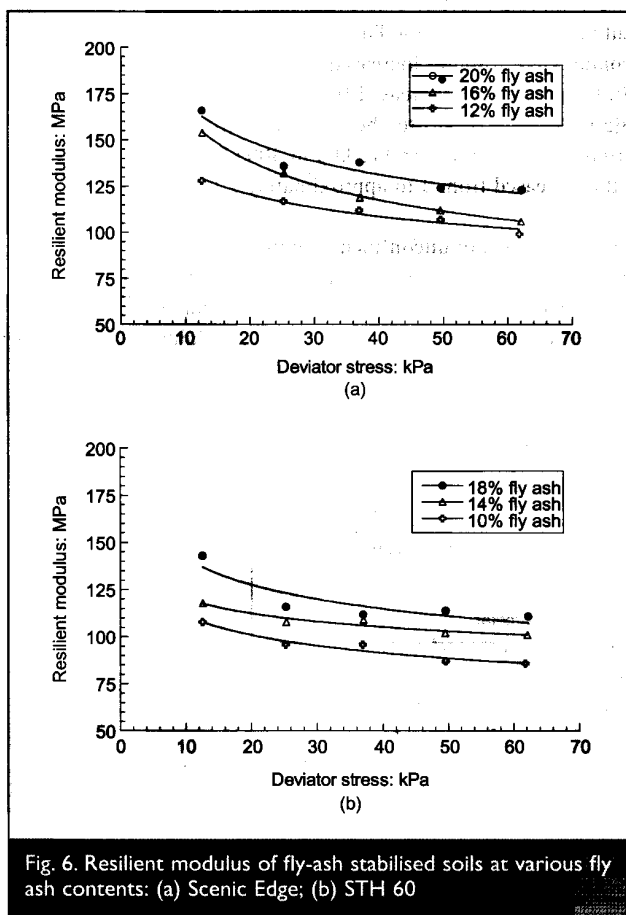 200
175
150
125
100
75
50
Resilient modulus: MPa
20% fly ash
16% fly ash
12% fly ash
0 10 20 30 40 50 60 70
Deviator stress: kPa
(a)
200
175
150
125
100
75
50
Resilient modulus: MPa
18% fly ash
14% fly ash
10% fly ash
0 10 20 30 40 50 60 70
Deviator stress: kPa
(b)
Fig. 6. Resilient modulus of fly-ash stabilised soils at various fly
ash contents: (a) Scenic Edge; (b) STH 60